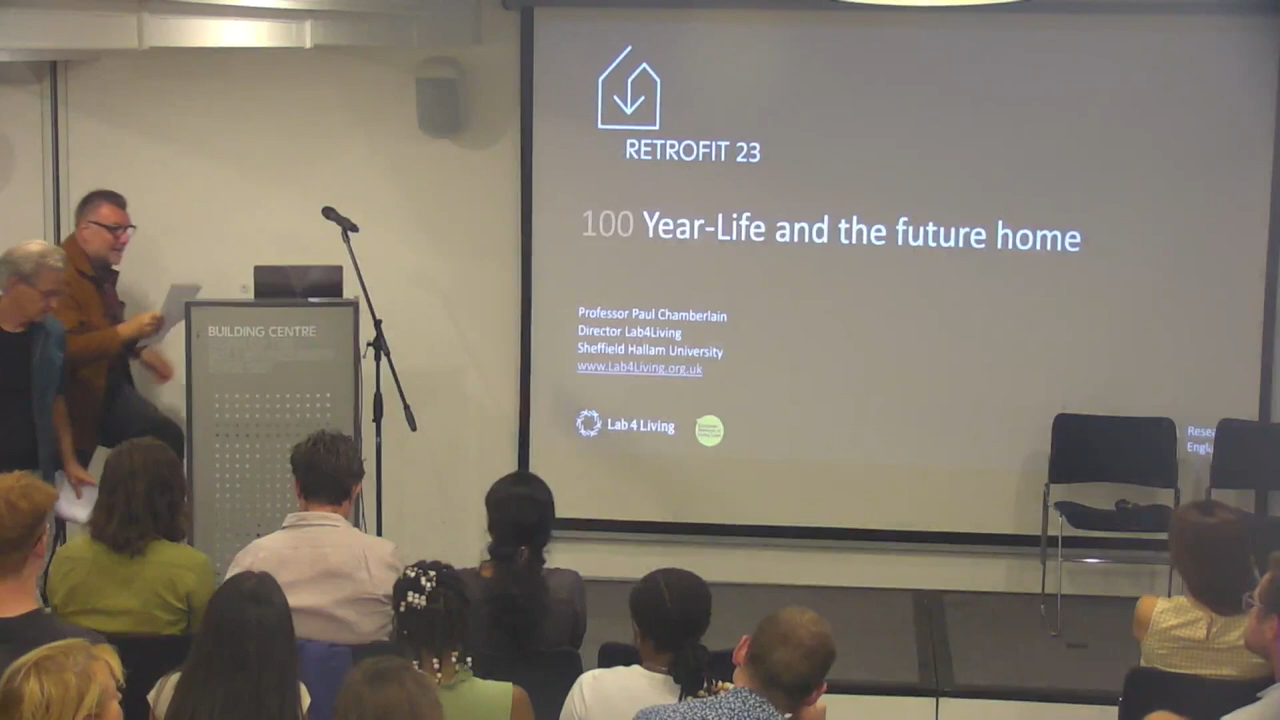 RETROFIT 23
100 Year-Life and the future home
Professor Paul Chamberlain
Director Lab4Living
Sheffield Hallam University
www.Lab4Living.org.uk
Lab 4 Living
BUILDING CENTRE